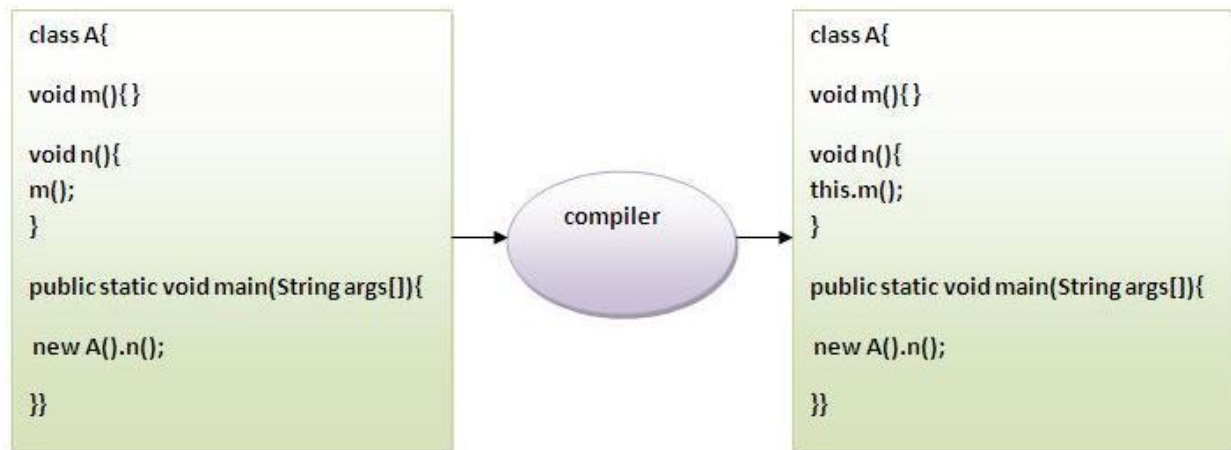 class A{
void m(){ }
void n(){
m();
}
public static void main(String args[]){
new A().n();
}}
compiler
class A{
void m(){}
void n(){
this.m();
}
public static void main(String args[]){
new A().n();
}}